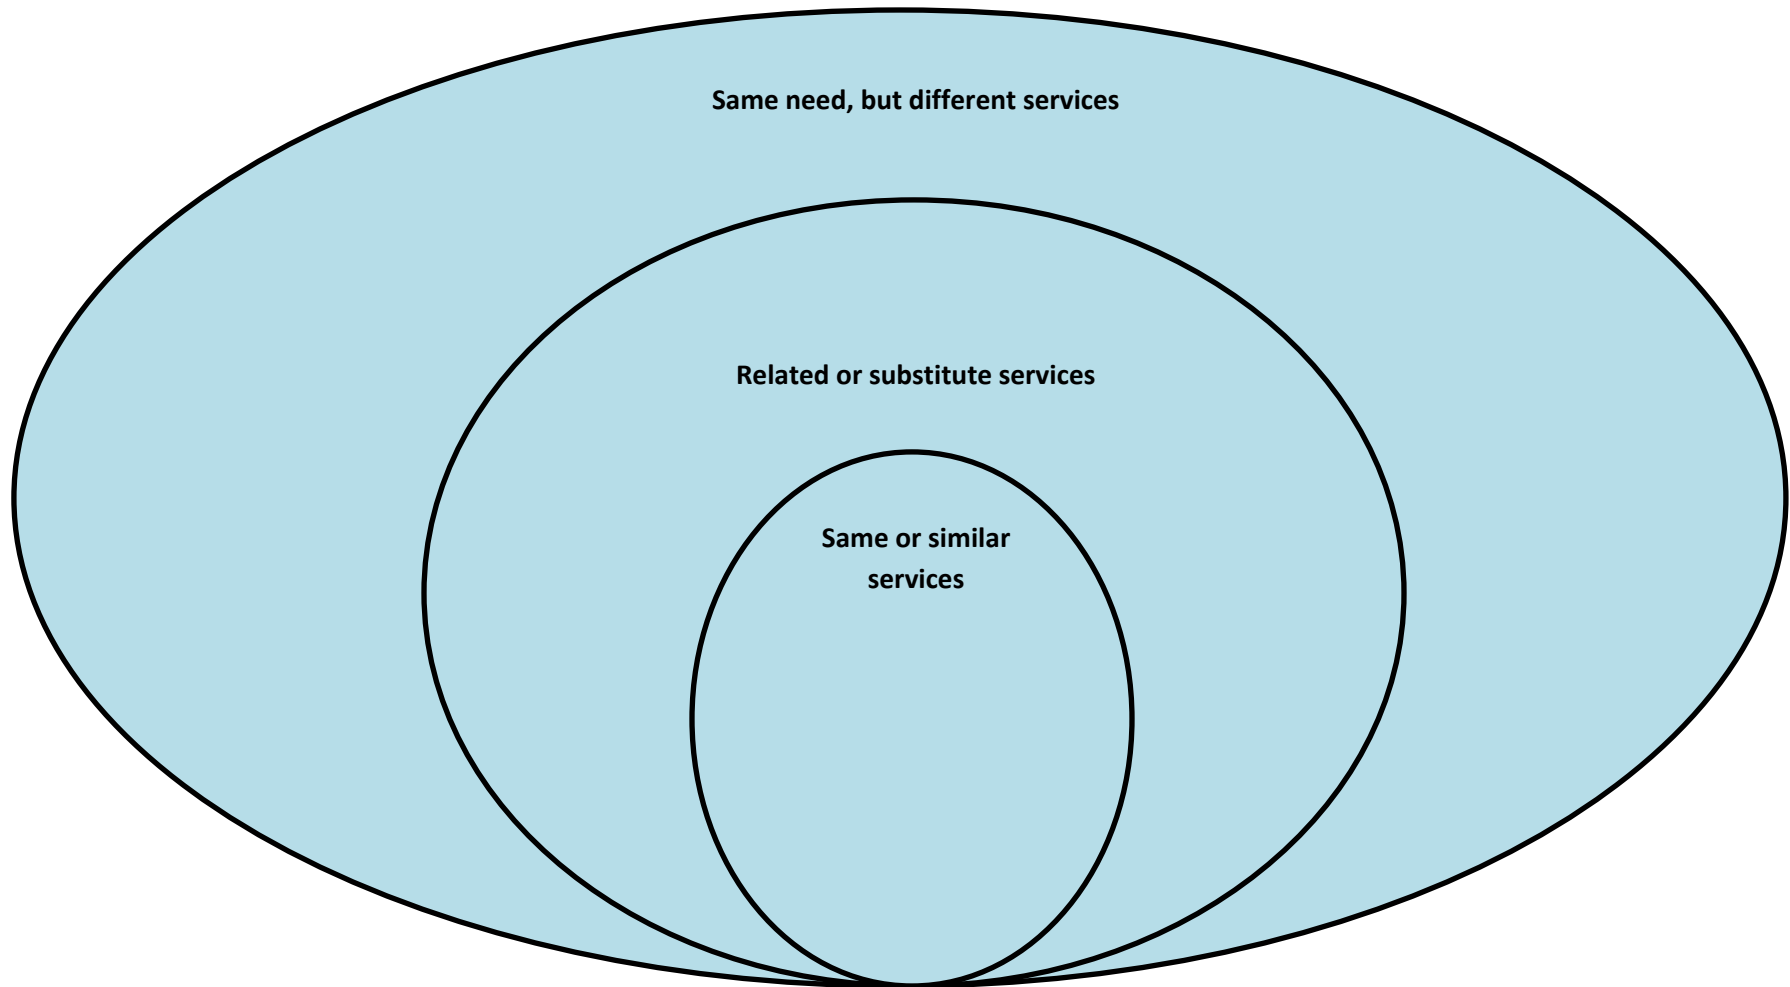 Same need, but different services
Related or substitute services
Same or similar
services